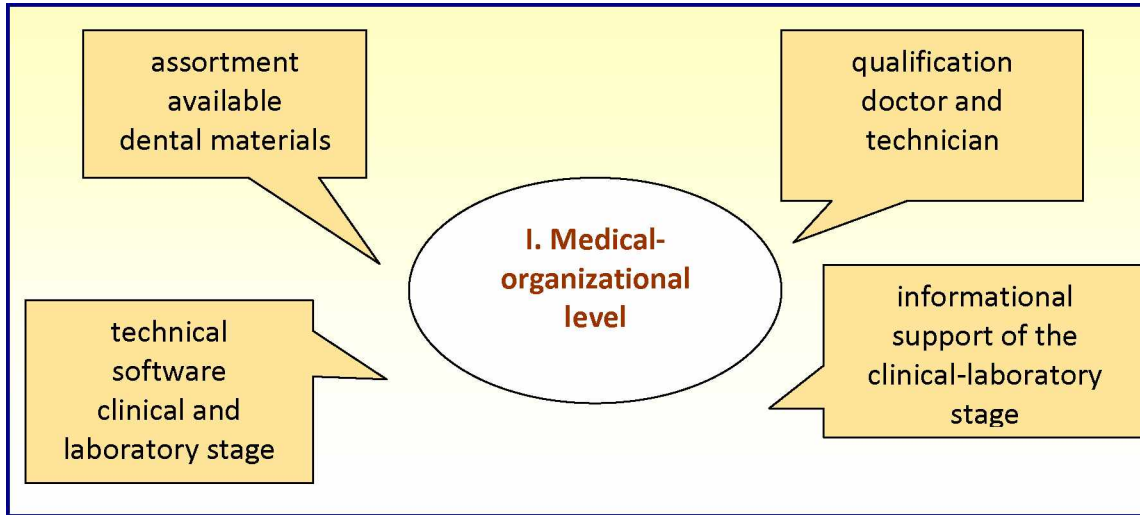 assortment
available
dental materials
qualification
doctor and
technician
I. Medical-
organizational
level
technical
software
clinical and
laboratory stage
informational
support of the
clinical-laboratory
stage